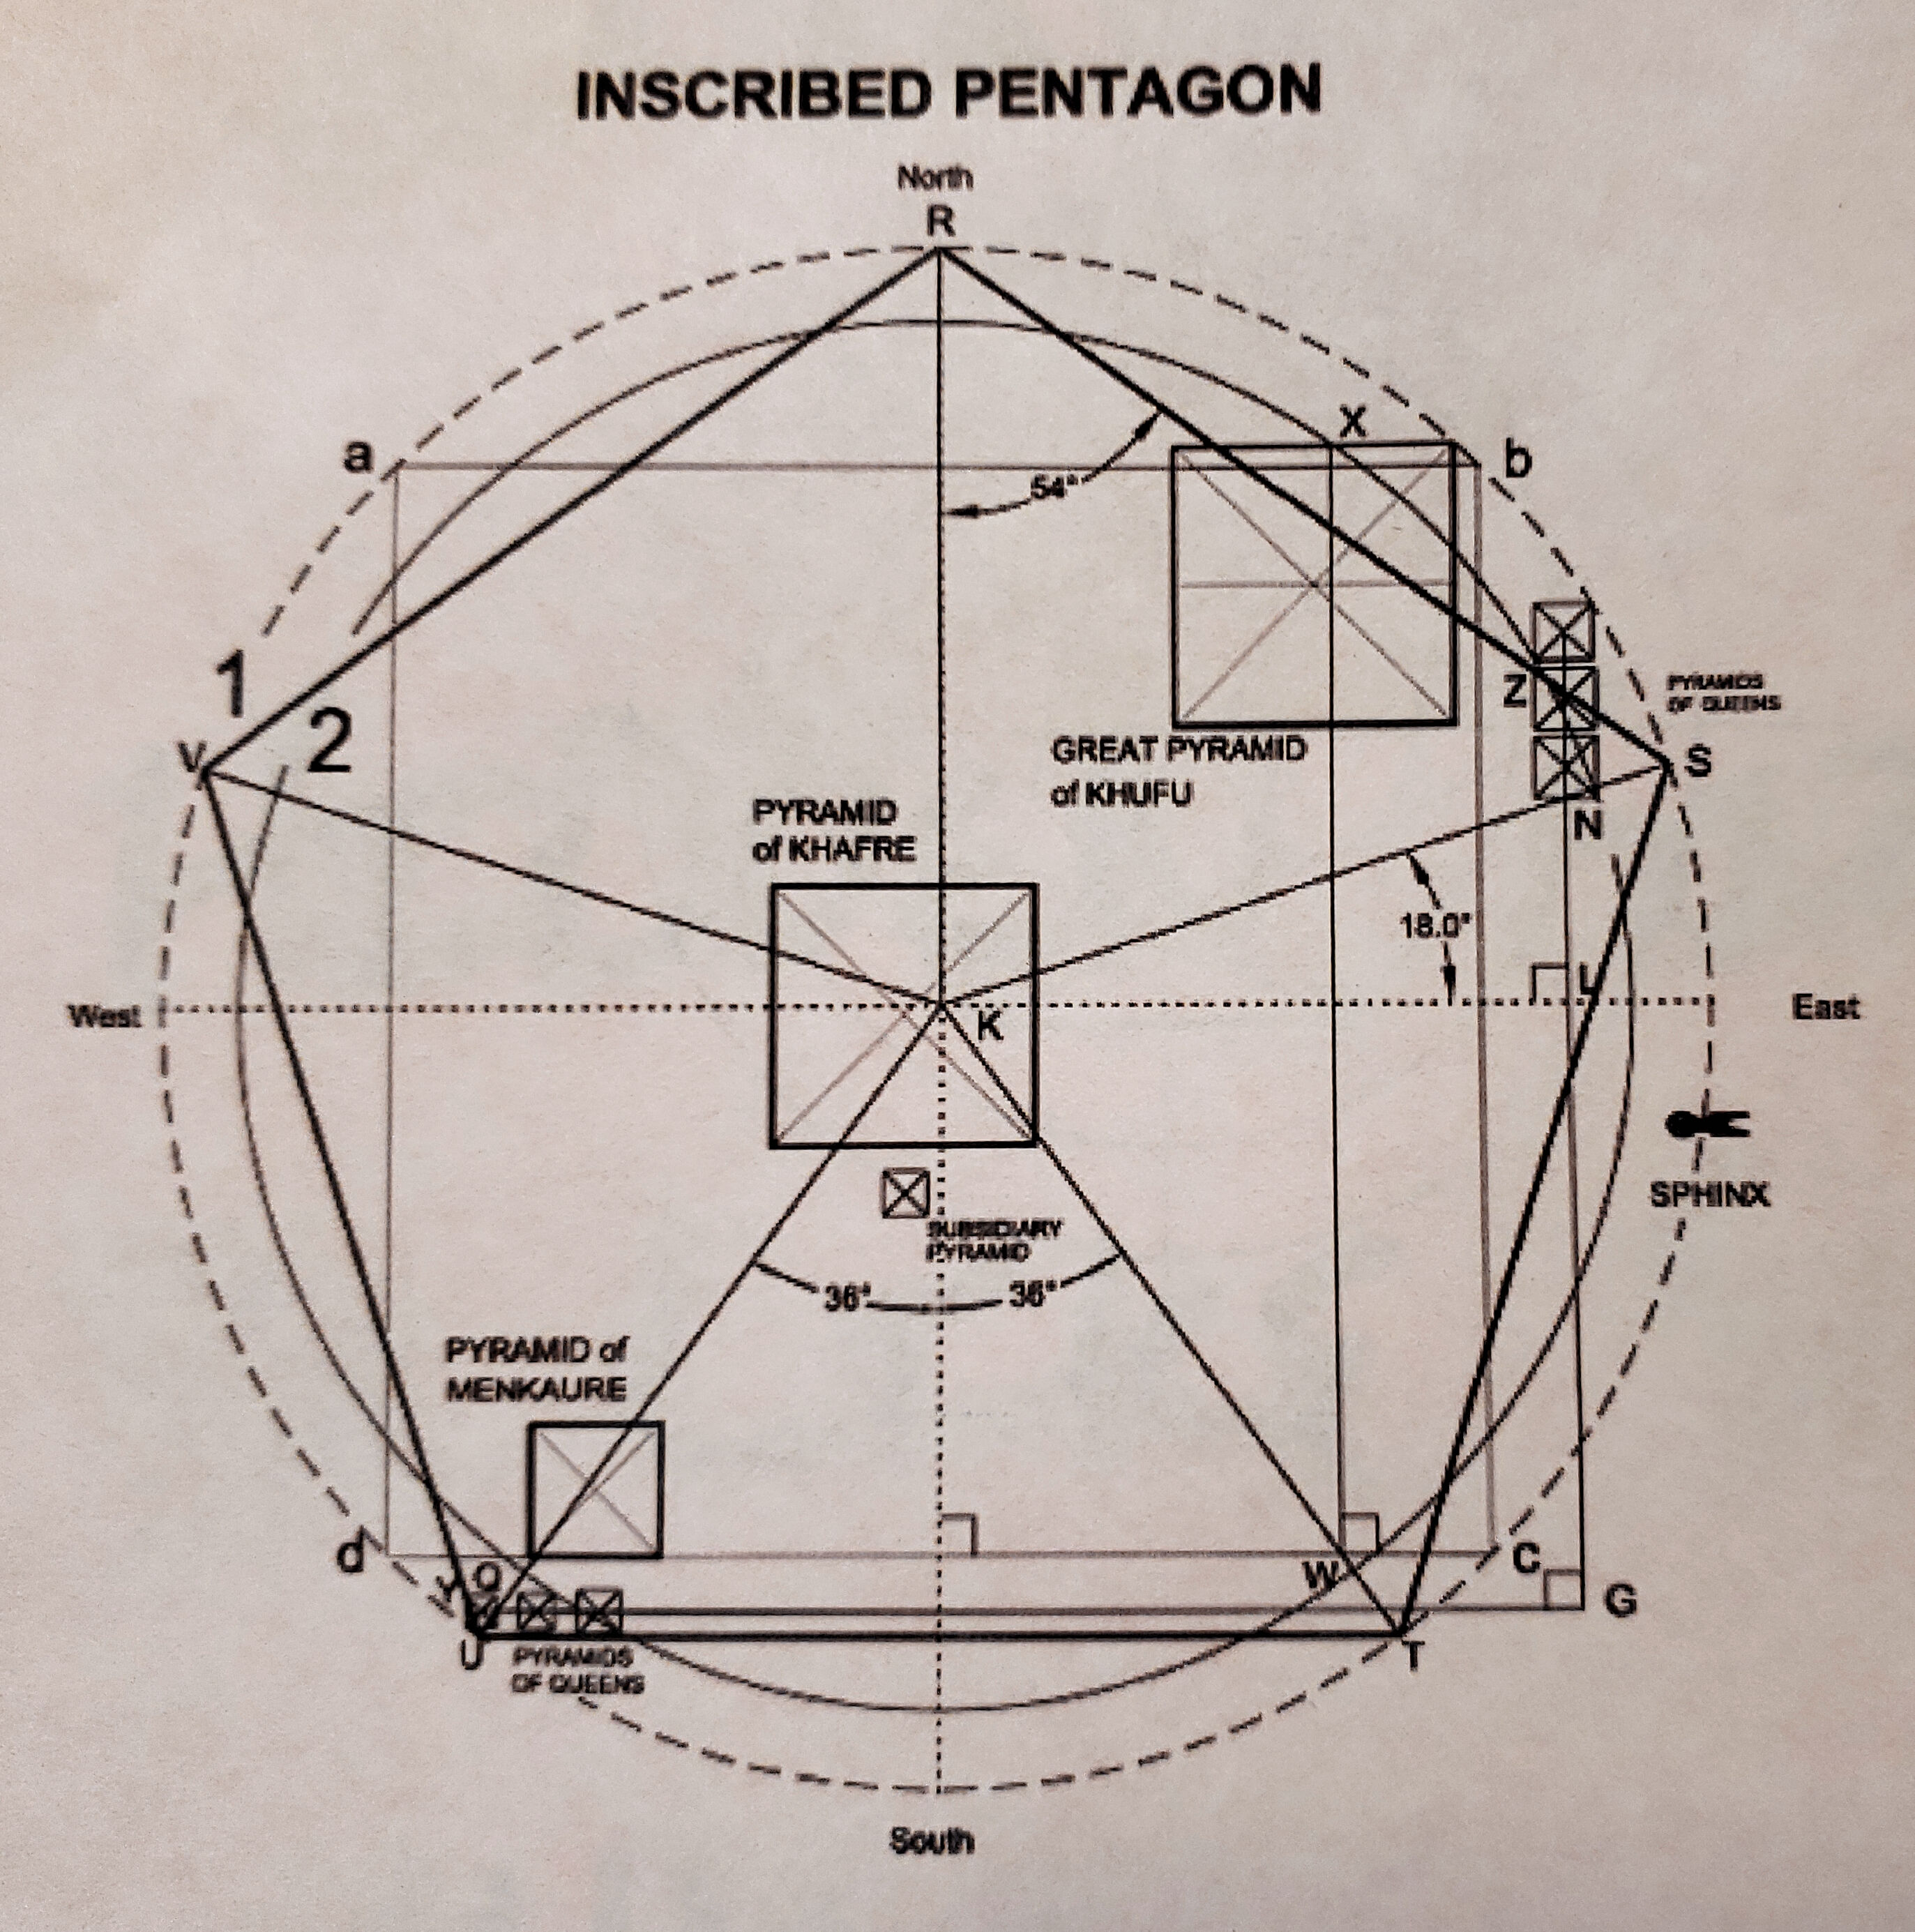 INSCRIBED PENTAGON
North
R
X
a
b
54°
1
Z
PYRAMIDS
OF QUEENS
V
2
S
GREAT PYRAMID
of KHUFU
PYRAMID
of KHAFRE
N
18.0°
L
West
K
East
SPHINX
SUBSIDIARY
PYRAMID
36°
36°
PYRAMID of
MENKAURE
d
Q
W
C
G
U
PYRAMIDS
OF QUEENS
T
South